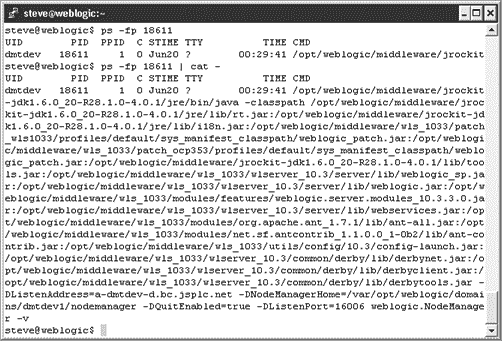 steve@weblogic:~
steve@weblogic$ ps -fp 18611
UID        PID  PPID  C STIME TTY          TIME CMD
dmtdev   18611     1  0 Jun20 ?        00:29:41 /opt/weblogic/middleware/jrockit
steve@weblogic$ ps -fp 18611 | cat -
UID        PID  PPID  C STIME TTY          TIME CMD
dmtdev   18611     1  0 Jun20 ?        00:29:41 /opt/weblogic/middleware/jrockit
-jdk1.6.0_20-R28.1.0-4.0.1/jre/bin/java -classpath /opt/weblogic/middleware/jroc
kit-jdk1.6.0_20-R28.1.0-4.0.1/jre/lib/rt.jar:/opt/weblogic/middleware/jrockit-jd
k1.6.0_20-R28.1.0-4.0.1/jre/lib/i18n.jar:/opt/weblogic/middleware/wls_1033/patch
_wls1033/profiles/default/sys_manifest_classpath/weblogic_patch.jar:/opt/weblogi
c/middleware/wls_1033/patch_ocp353/profiles/default/sys_manifest_classpath/weblo
gic_patch.jar:/opt/weblogic/middleware/jrockit-jdk1.6.0_20-R28.1.0-4.0.1/lib/too
ls.jar:/opt/weblogic/middleware/wls_1033/wlserver_10.3/server/lib/weblogic_sp.ja
r:/opt/weblogic/middleware/wls_1033/wlserver_10.3/server/lib/weblogic.jar:/opt/w
eblogic/middleware/wls_1033/modules/features/weblogic.server.modules_10.3.3.0.ja
r:/opt/weblogic/middleware/wls_1033/wlserver_10.3/server/lib/webservices.jar:/op
t/weblogic/middleware/wls_1033/modules/org.apache.ant_1.7.1/lib/ant-all.jar:/opt
/weblogic/middleware/wls_1033/modules/net.sf.antcontrib_1.1.0.0_1-0b2/lib/ant-co
ntrib.jar:/opt/weblogic/middleware/wls_1033/utils/config/10.3/config-launch.jar:
/opt/weblogic/middleware/wls_1033/wlserver_10.3/common/derby/lib/derbynet.jar:/o
pt/weblogic/middleware/wls_1033/wlserver_10.3/common/derby/lib/derbyclient.jar:/
opt/weblogic/middleware/wls_1033/wlserver_10.3/common/derby/lib/derbytools.jar -
DListenAddress=a-dmtdev-d.bc.jsplc.net -DNodeManagerHome=/var/opt/weblogic/domai
ns/dmtdev1/nodemanager -DQuitEnabled=true -DListenPort=16006 weblogic.NodeManage
r -v
steve@weblogic$